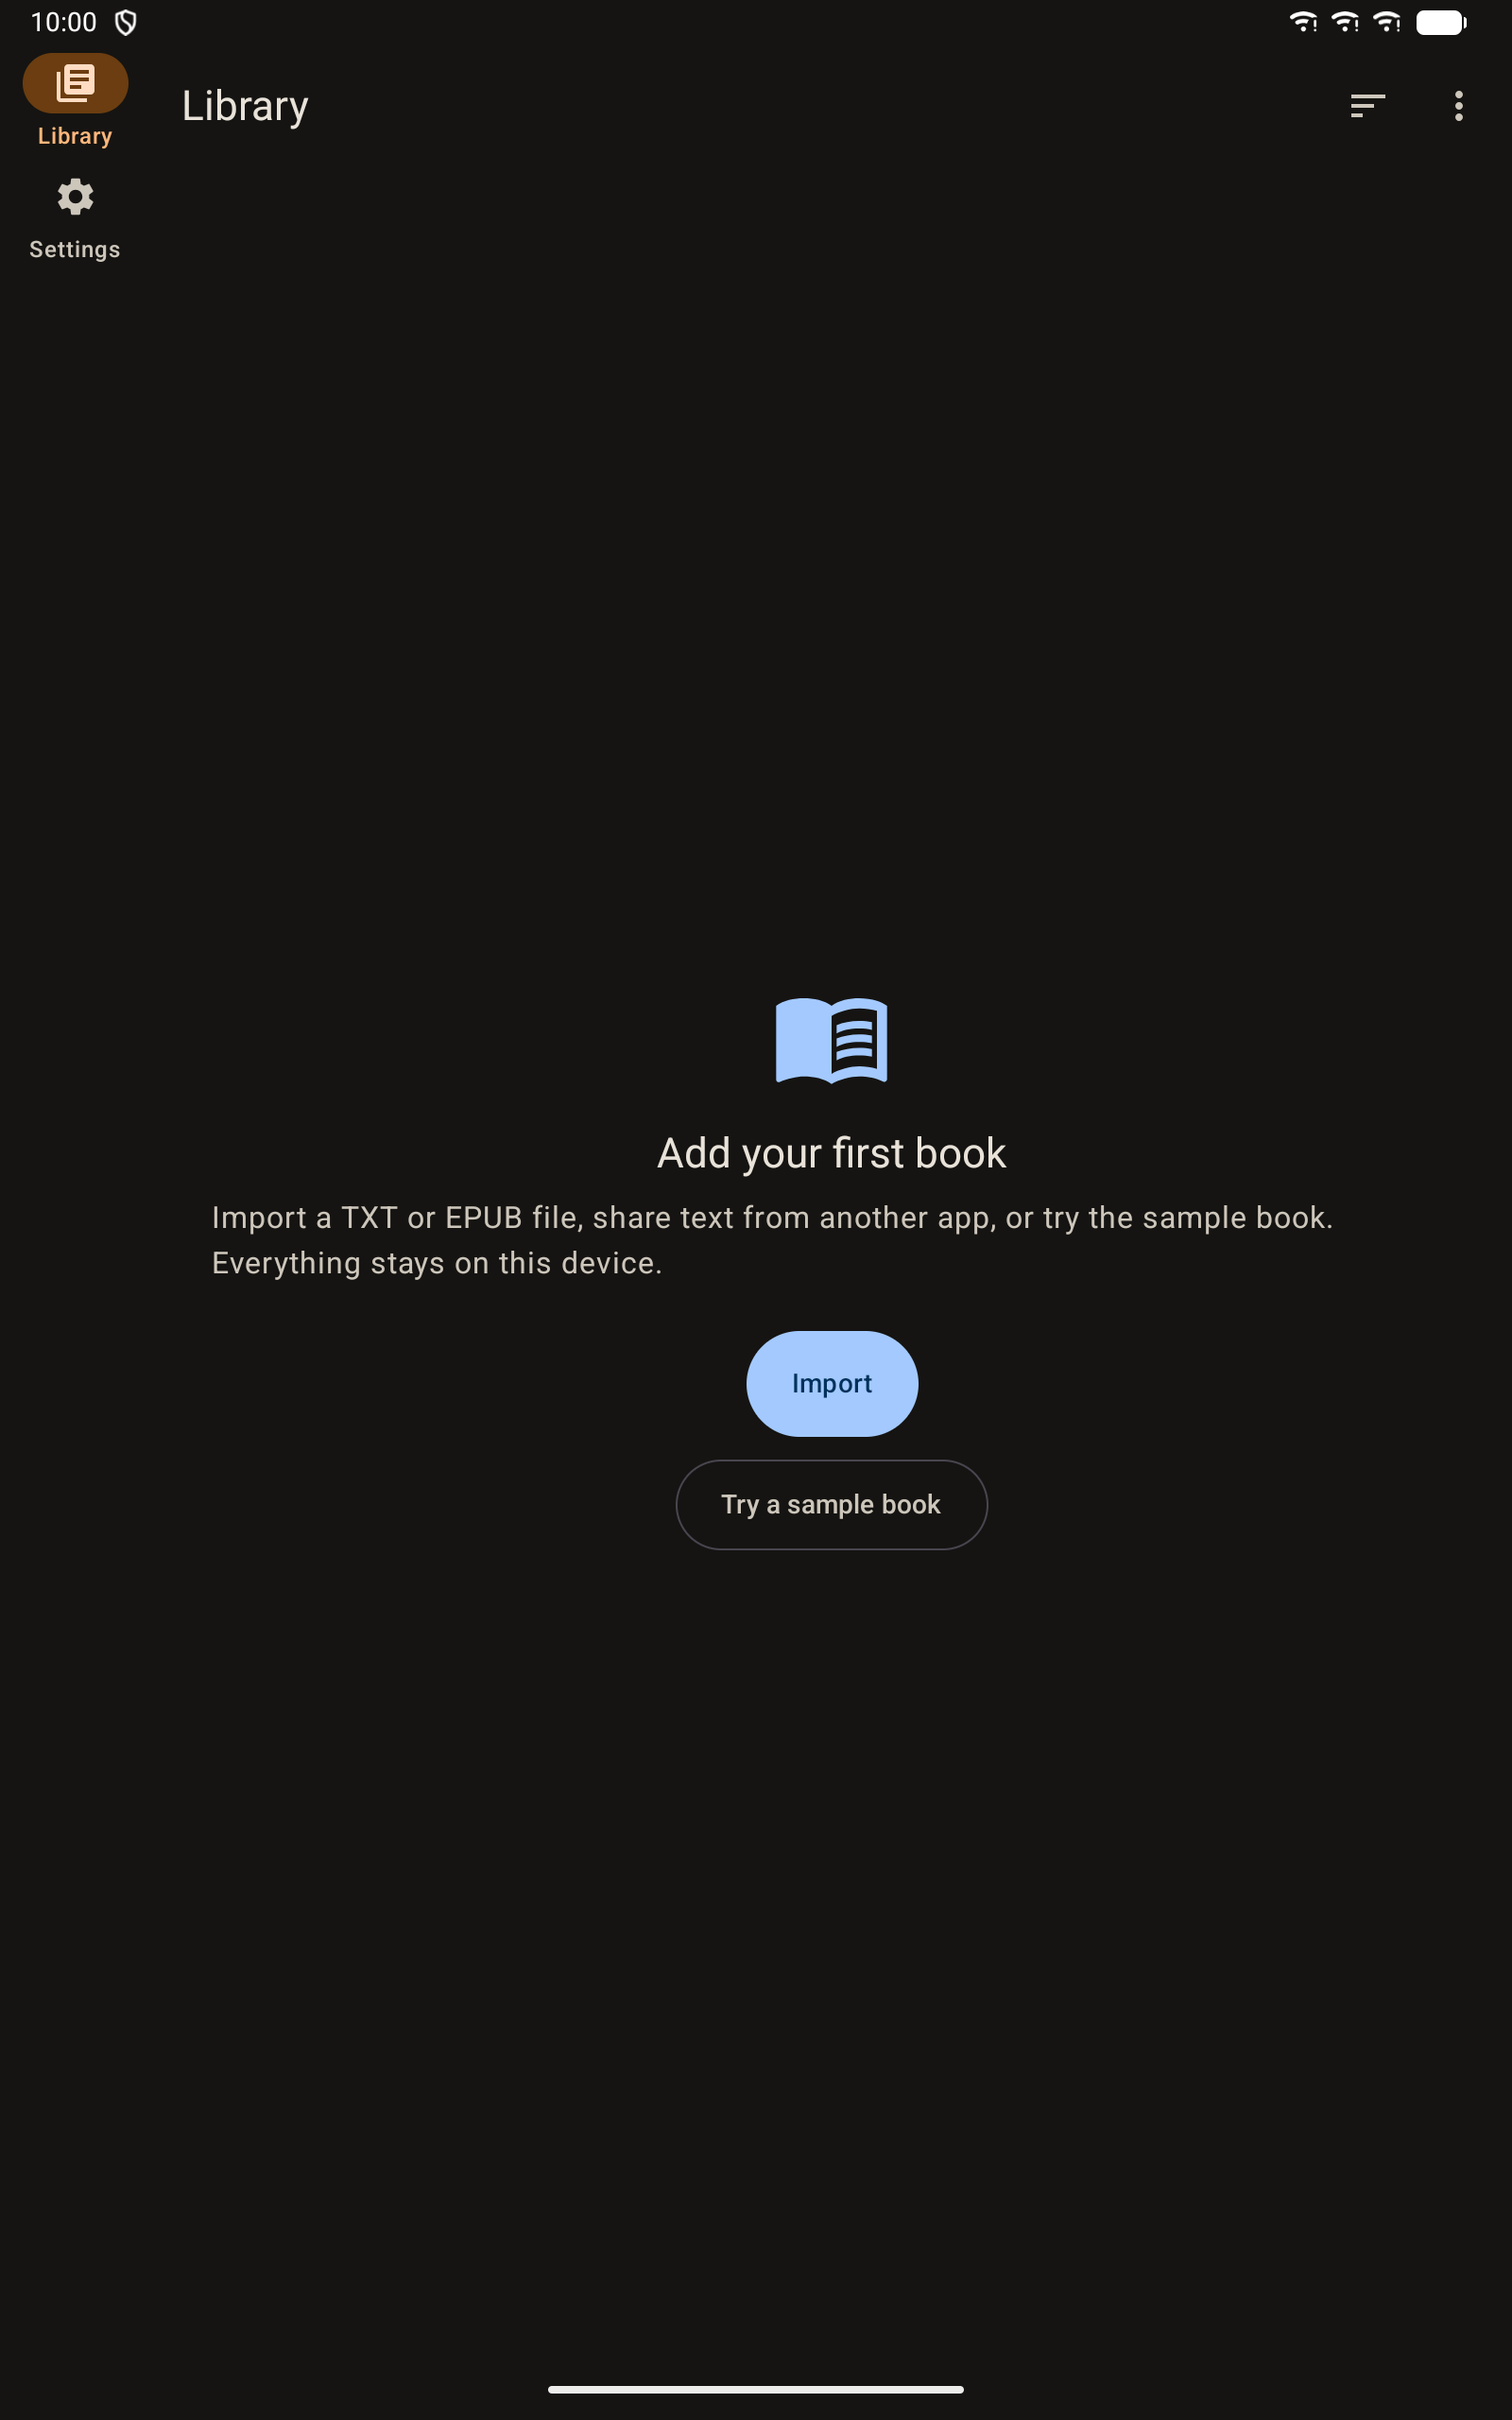 10:00
Library
Library
Settings
Add your first book
Import a TXT or EPUB file, share text from another app, or try the sample book.
Everything stays on this device.
Import
Try a sample book